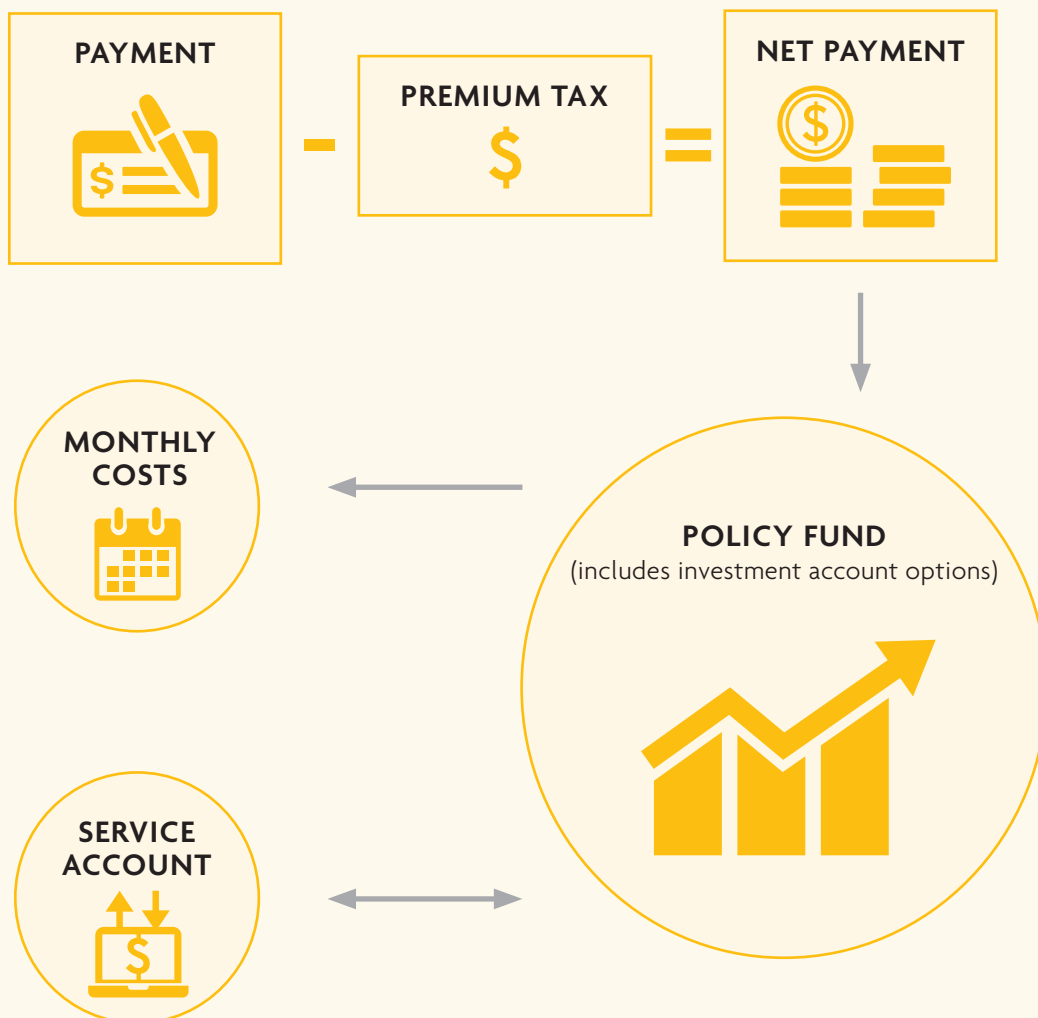 PAYMENT
$
-
PREMIUM TAX
$
=
NET PAYMENT
$
MONTHLY
COSTS
POLICY FUND
(includes investment account options)
SERVICE
ACCOUNT
$